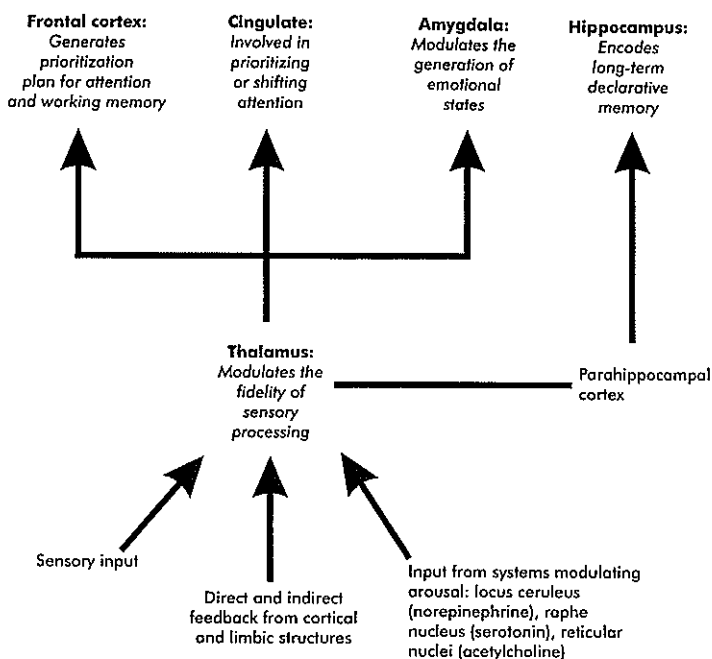 Frontal cortex:
Generates
prioritization
plan for attention
and working memory
Cingulate:
Involved in
prioritizing
or shifting
attention
Amygdala:
Modulates the
generation of
emotional
states
Hippocampus:
Encodes
long-term
declarative
memory
Thalamus:
Modulates the
fidelity of
sensory
processing
Parahippocampal
cortex
Sensory input
Direct and indirect
feedback from cortical
and limbic structures
Input from systems modulating
arousal: locus ceruleus
(norepinephrine), raphe
nucleus (serotonin), reticular
nuclei (acetylcholine)